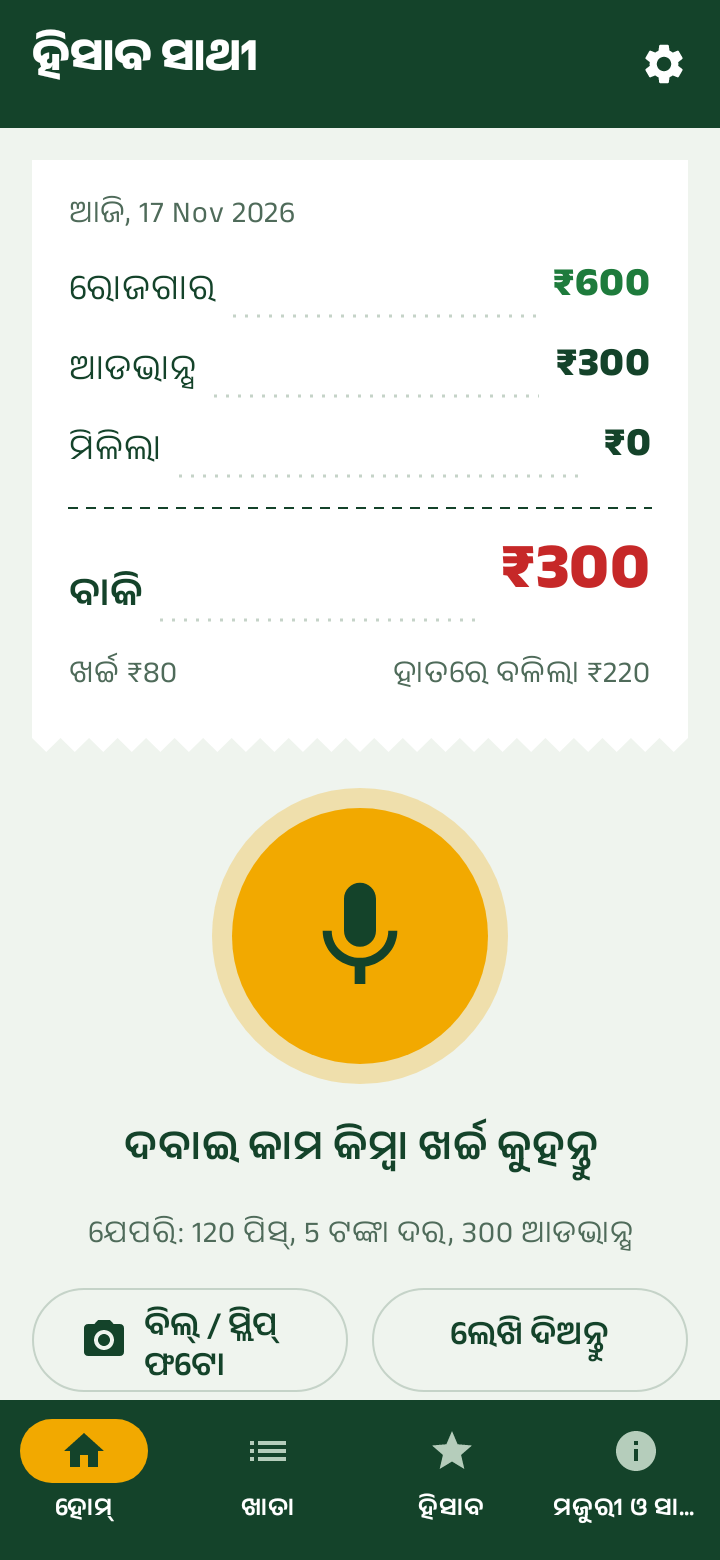 ହିସାବ ସାଥୀ
ଆଜି, 17 Nov 2026
ରୋଜଗାର ₹600
ଆଡଭାନ୍ସ ₹300
ମିଳିଲା ₹0
ବାକି ₹300
ଖର୍ଚ୍ଚ ₹80 ହାତରେ ବଳିଲା ₹220
ଦବାଇ କାମ କିମ୍ବା ଖର୍ଚ୍ଚ କୁହନ୍ତୁ
ଯେପରି: 120 ପିସ୍, 5 ଟଙ୍କା ଦର, 300 ଆଡଭାନ୍ସ
ବିଲ୍ / ସ୍ଲିପ୍
ଫଟୋ
ଲେଖି ଦିଅନ୍ତୁ
ହୋମ୍ ଖାତା ହିସାବ ମଜୁରୀ ଓ ସା...